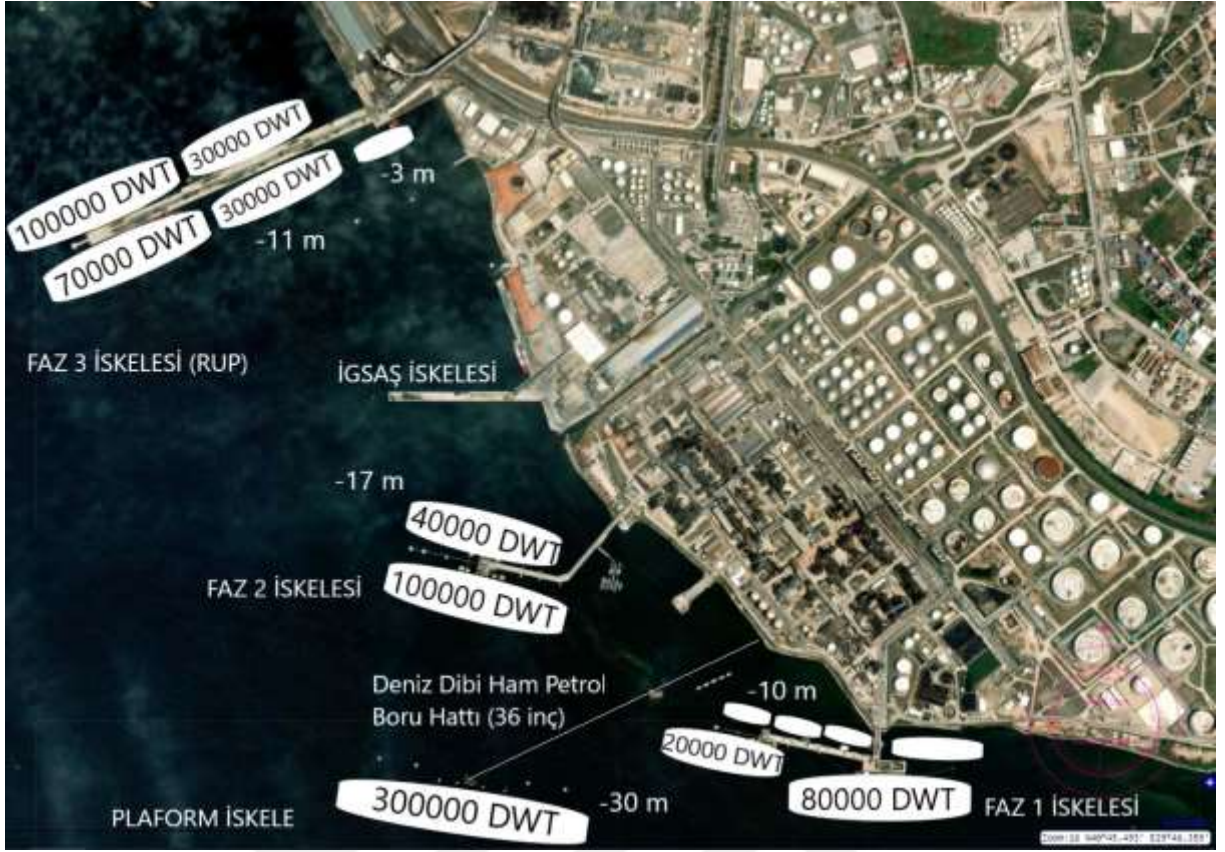 30000 DWT
100000 DWT
30000 DWT
70000 DWT
-3 m
-11 m
FAZ 3 İSKELESİ (RUP)
İGSAŞ İSKELESİ
-17 m
40000 DWT
FAZ 2 İSKELESİ
100000 DWT
Deniz Dibi Ham Petrol
Boru Hattı (36 inç)
-10 m
20000 DWT
300000 DWT
-30 m
80000 DWT
PLAFORM İSKELE
FAZ 1 İSKELESİ